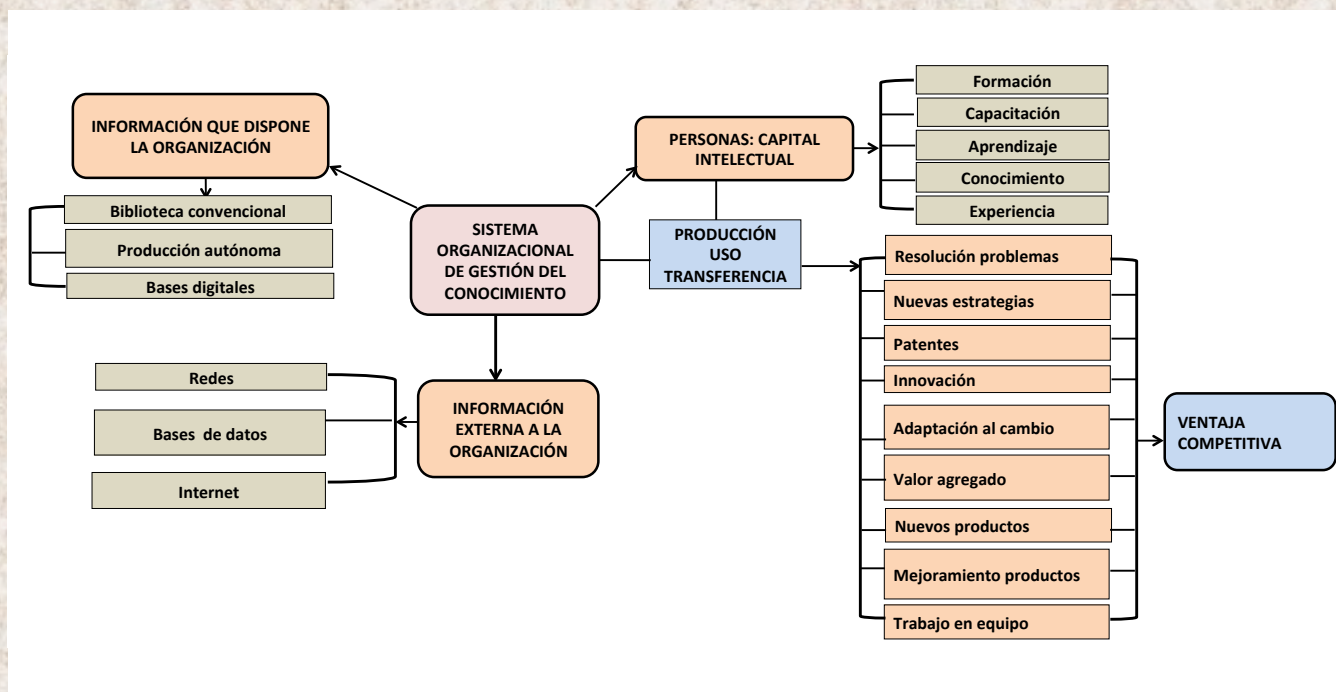 INFORMACIÓN QUE DISPONE
LA ORGANIZACIÓN
Biblioteca convencional
Producción autónoma
Bases digitales
SISTEMA
ORGANIZACIONAL
DE GESTIÓN DEL
CONOCIMIENTO
PERSONAS: CAPITAL
INTELECTUAL
Formación
Capacitación
Aprendizaje
Conocimiento
Experiencia
PRODUCCIÓN
USO
TRANSFERENCIA
Resolución problemas
Nuevas estrategias
Patentes
Innovación
Adaptación al cambio
Valor agregado
Nuevos productos
Mejoramiento productos
Trabajo en equipo
VENTAJA
COMPETITIVA
INFORMACIÓN
EXTERNA A LA
ORGANIZACIÓN
Redes
Bases  de datos
Internet